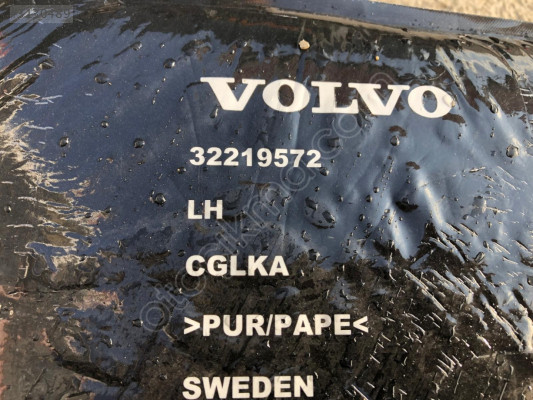 VOLVO
32219572
LH
CGLKA
>PUR/PAPE<
SWEDEN